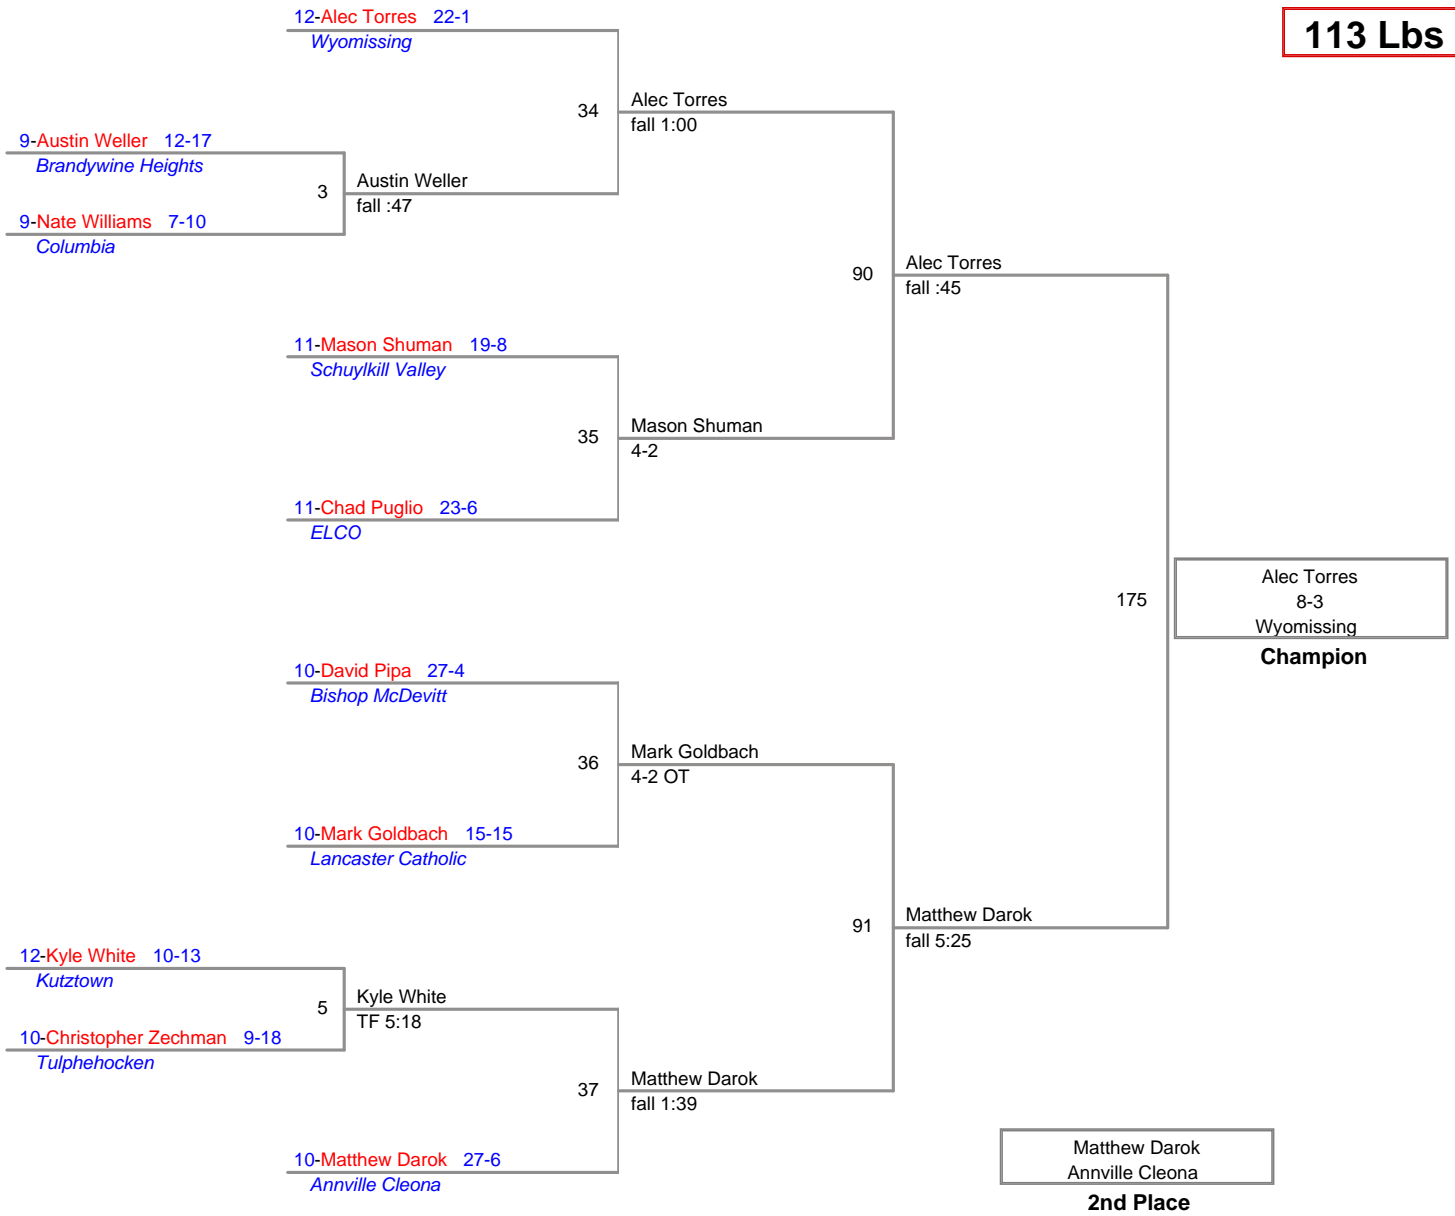 113 Lbs
12-Alec Torres 22-1
Wyomissing
34
Alec Torres
fall 1:00
9-Austin Weller 12-17
Brandywine Heights
3
Austin Weller
fall :47
9-Nate Williams 7-10
Columbia
90
Alec Torres
fall :45
11-Mason Shuman 19-8
Schuylkill Valley
35
Mason Shuman
4-2
11-Chad Puglio 23-6
ELCO
175
Alec Torres
8-3
Wyomissing
Champion
10-David Pipa 27-4
Bishop McDevitt
36
Mark Goldbach
4-2 OT
10-Mark Goldbach 15-15
Lancaster Catholic
91
Matthew Darok
fall 5:25
12-Kyle White 10-13
Kutztown
5
Kyle White
TF 5:18
10-Christopher Zechman 9-18
Tulphehocken
37
Matthew Darok
fall 1:39
10-Matthew Darok 27-6
Annville Cleona
Matthew Darok
Annville Cleona
2nd Place